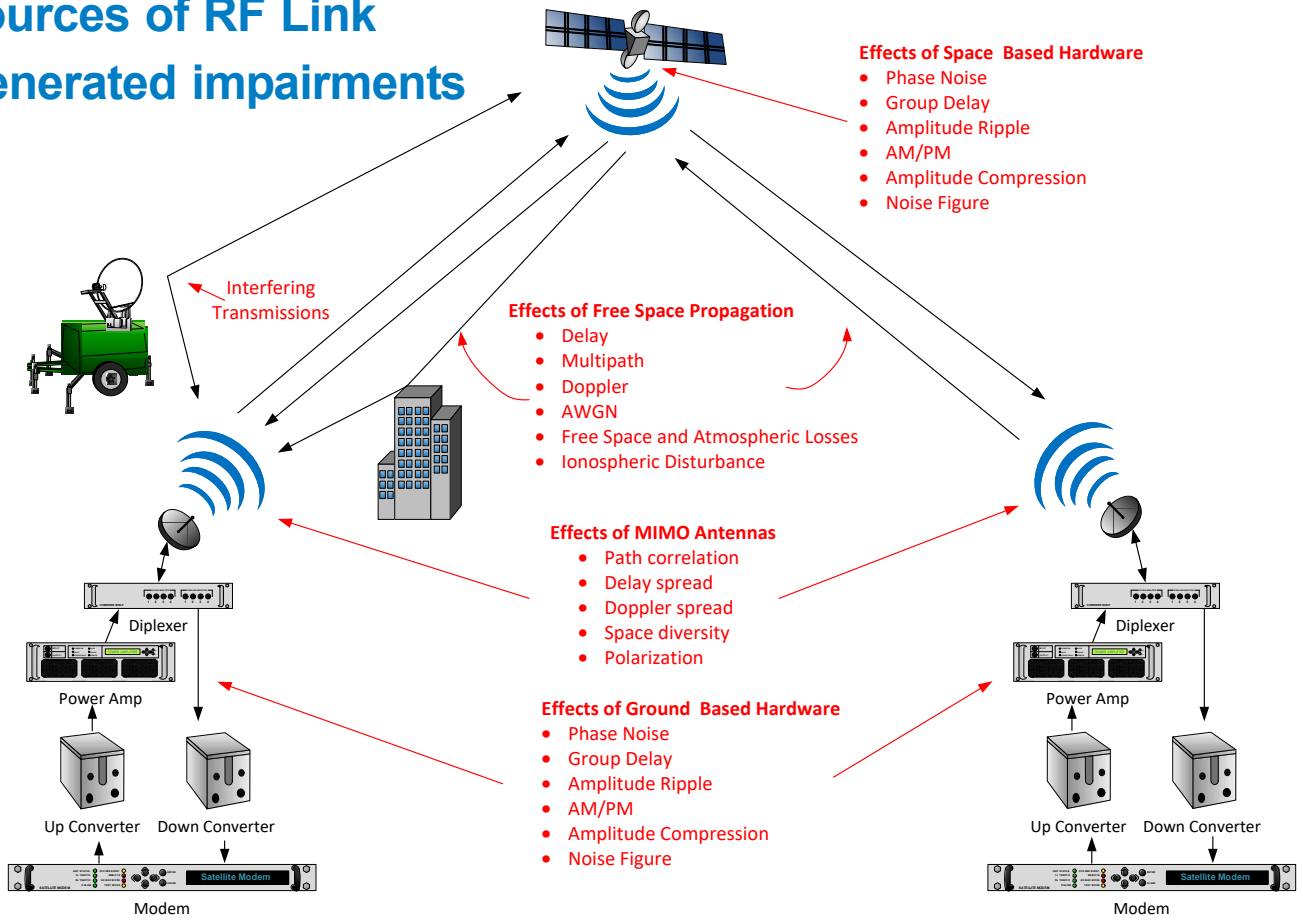 ources of RF Link
enerated impairments
Effects of Space Based Hardware
• Phase Noise
• Group Delay
• Amplitude Ripple
• AM/PM
• Amplitude Compression
• Noise Figure
Interfering
Transmissions
Effects of Free Space Propagation
• Delay
• Multipath
• Doppler
• AWGN
• Free Space and Atmospheric Losses
• Ionospheric Disturbance
Effects of MIMO Antennas
• Path correlation
• Delay spread
• Doppler spread
• Space diversity
• Polarization
Effects of Ground Based Hardware
• Phase Noise
• Group Delay
• Amplitude Ripple
• AM/PM
• Amplitude Compression
• Noise Figure
Diplexer
Power Amp
Up Converter
Down Converter
SATELLITE MODEM
Satellite Modem
Modem
Diplexer
Power Amp
Up Converter
Down Converter
SATELLITE MODEM
Satellite Modem
Modem